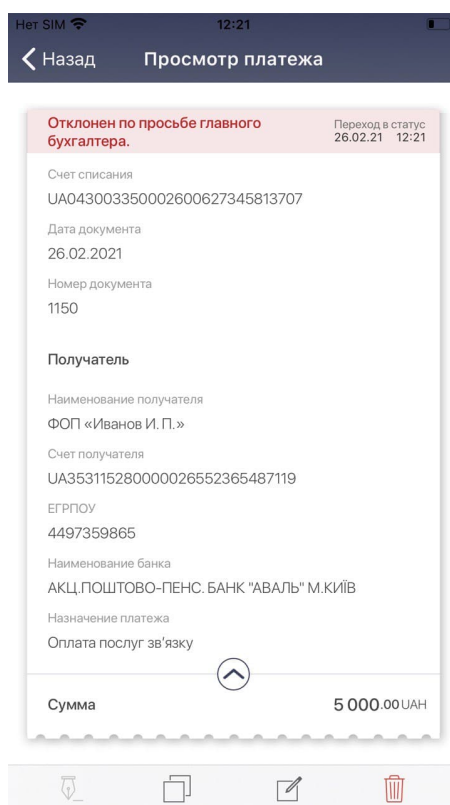 Нет SIM 12:21
Назад Просмотр платежа
Отклонен по просьбе главного
бухгалтера.
Переход в статус
26.02.21 12:21
Счет списания
UA043003350002600627345813707
Дата документа
26.02.2021
Номер документа
1150
Получатель
Наименование получателя
ФОП «Иванов И. П.»
Счет получателя
UA353115280000026552365487119
ЕГРПОУ
4497359865
Наименование банка
АКЦ.ПОШТОВО-ПЕНС. БАНК "АВАЛЬ" М.КИЇВ
Назначение платежа
Оплата послуг зв’язку
Сумма 5 000.00 UAH